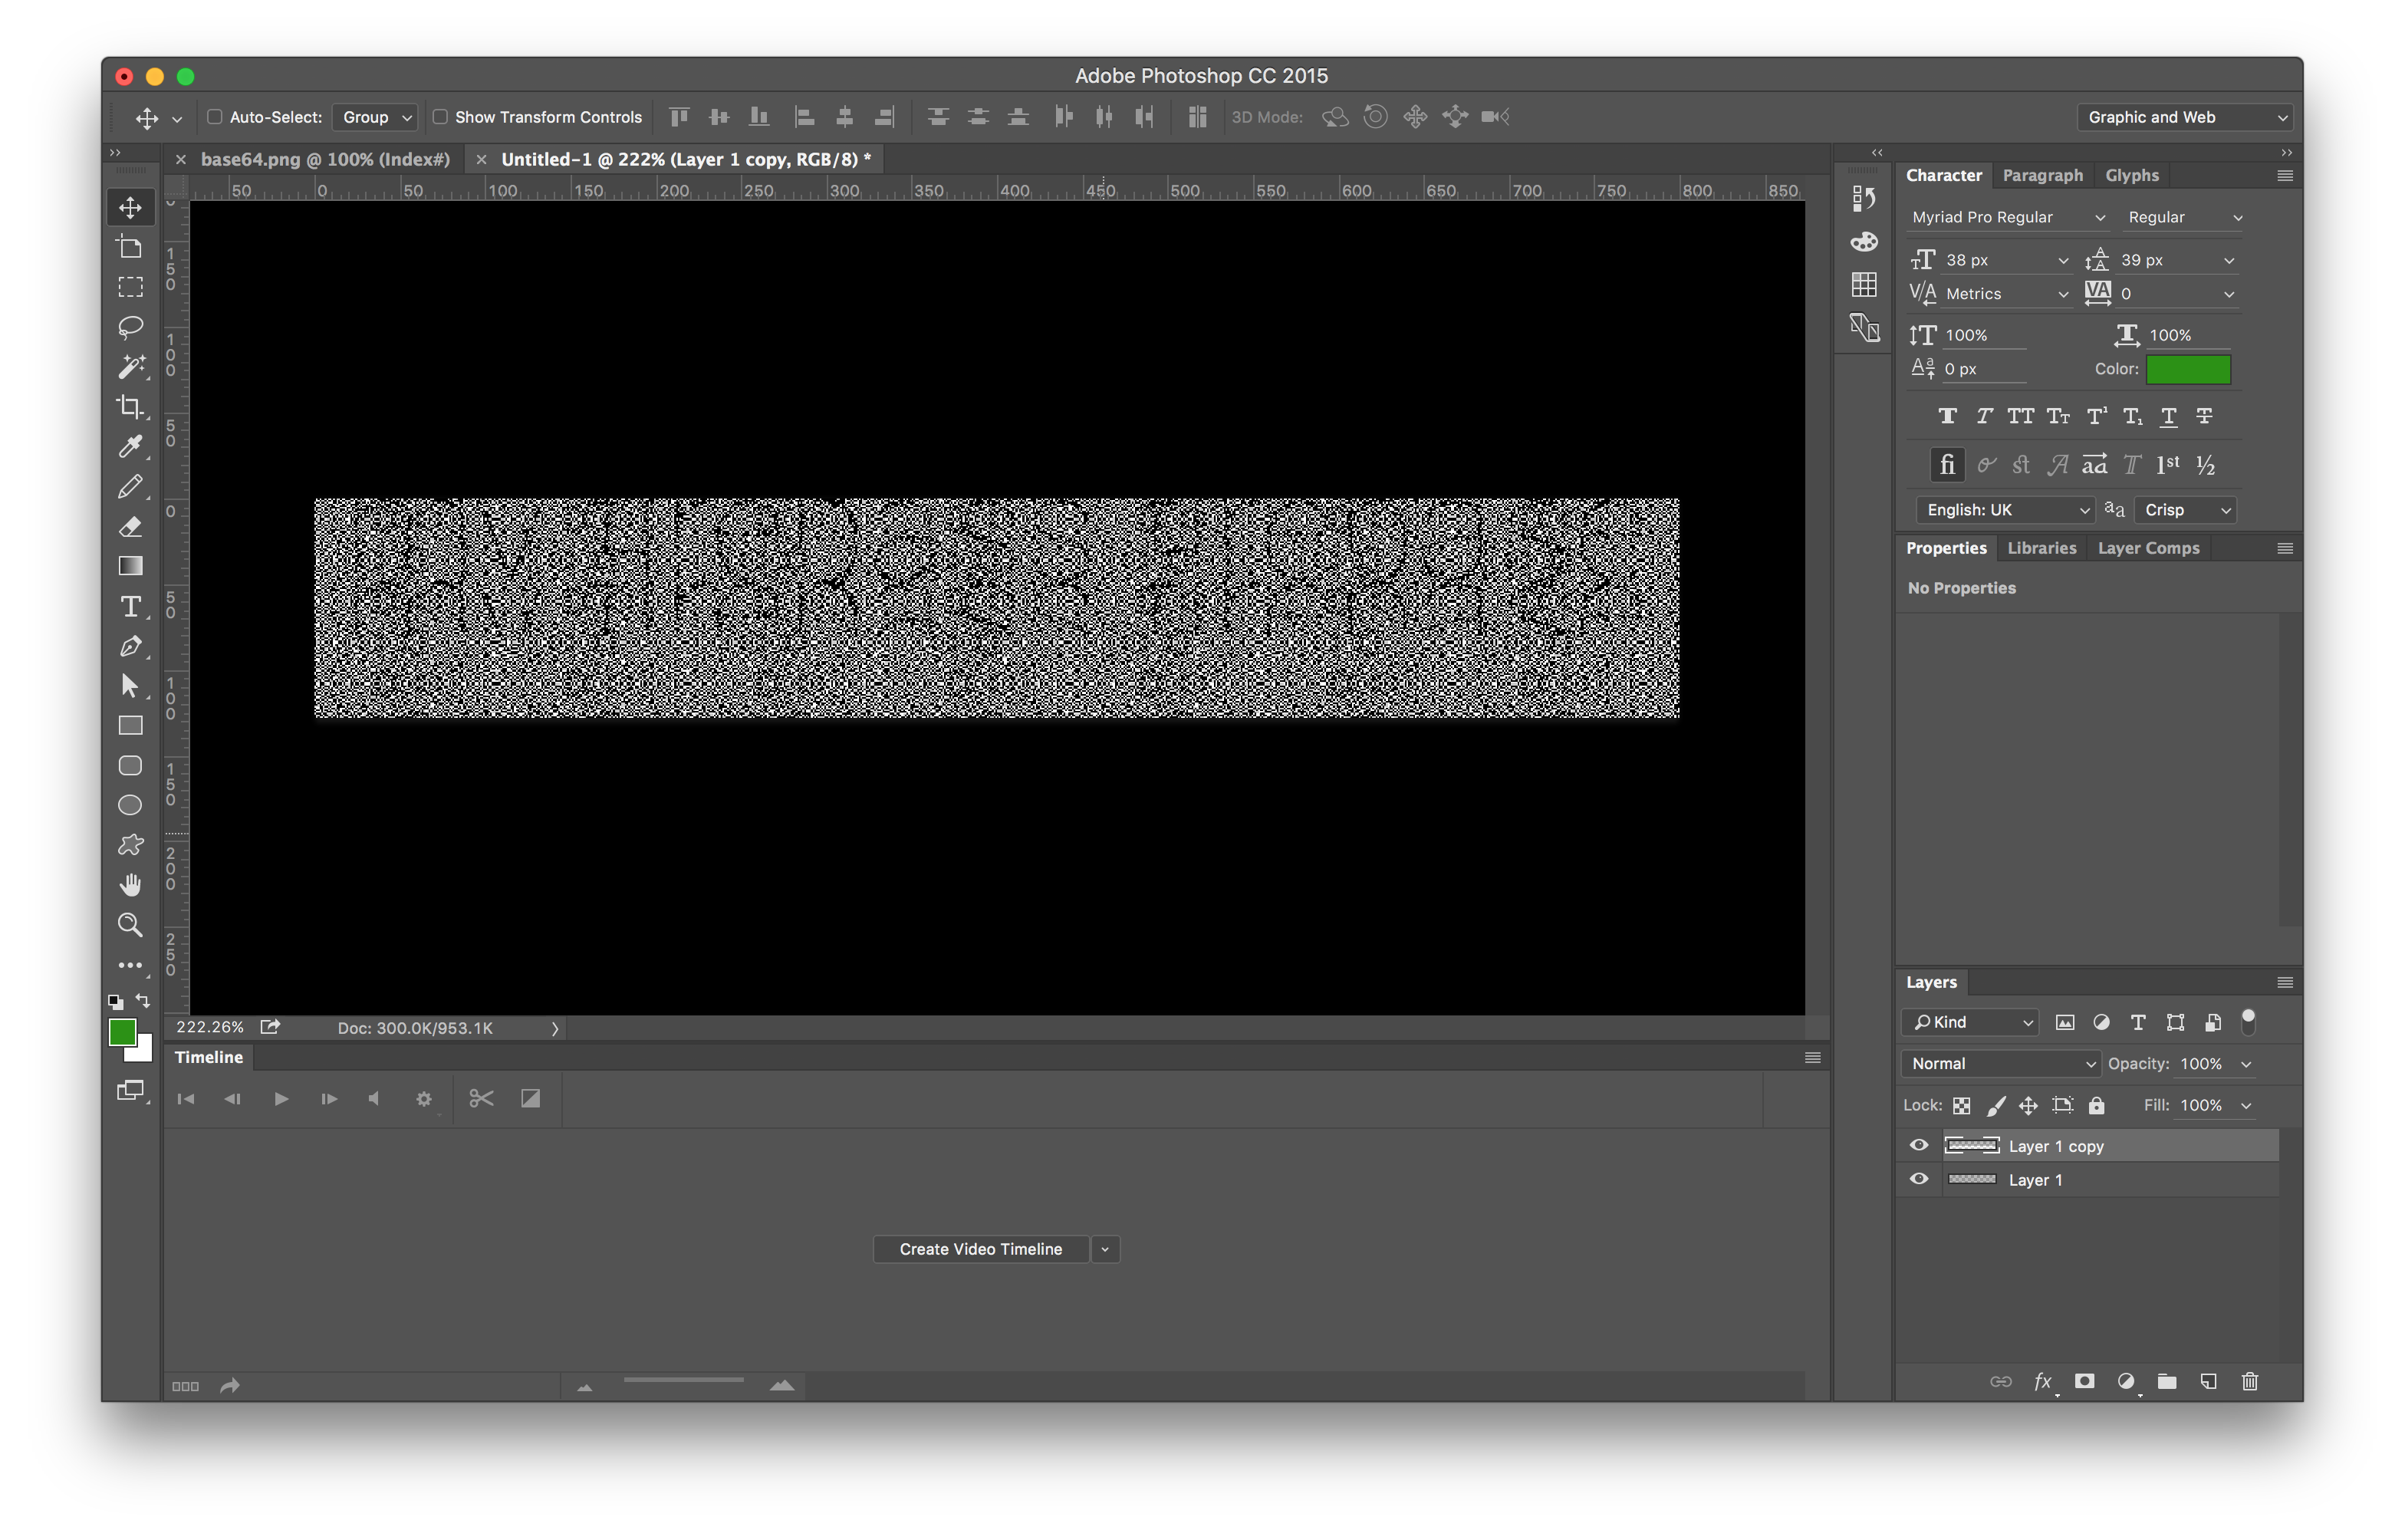 Adobe Photoshop CC 2015
Auto-Select: Group Show Transform Controls 3D Mode: Graphic and Web
base64.png @ 100% (Index#) Untitled-1 @ 222% (Layer 1 copy, RGB/8) *
50 0 50 100 150 200 250 300 350 400 450 500 550 600 650 700 750 800 850
150
100
50
0
50
100
150
200
250
Character Paragraph Glyphs
Myriad Pro Regular Regular
38 px 39 px
Metrics 0
100% 100%
0 px Color:
English: UK Crisp
Properties Libraries Layer Comps
No Properties
222.26% Doc: 300.0K/953.1K
Timeline
Create Video Timeline
Layers
Kind
Normal Opacity: 100%
Lock: Fill: 100%
Layer 1 copy
Layer 1
fx